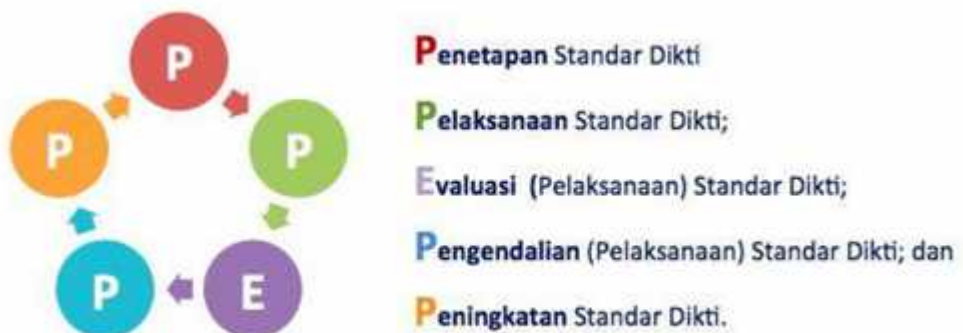 P
P
P
P
E
Penetapan Standar Dikti
Pelaksanaan Standar Dikti;
Evaluasi (Pelaksanaan) Standar Dikti;
Pengendalian (Pelaksanaan) Standar Dikti; dan
Peningkatan Standar Dikti.